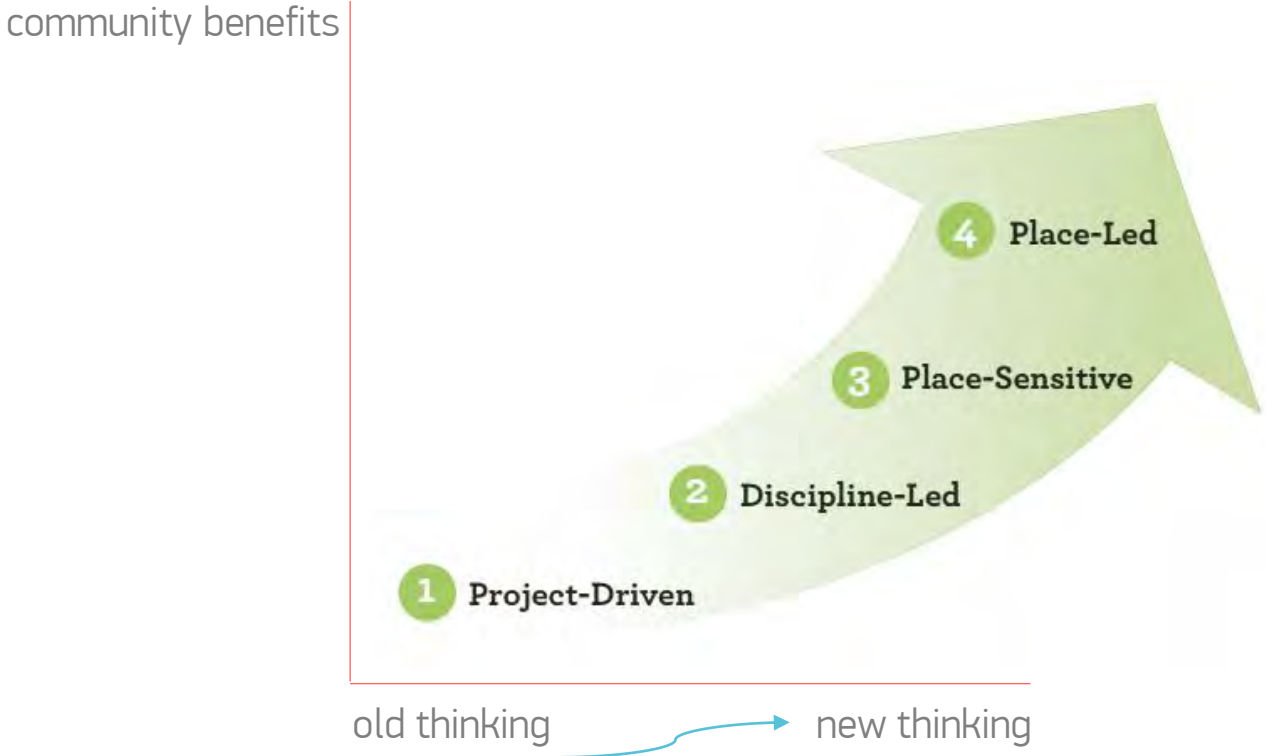 community benefits
4 Place-Led
3 Place-Sensitive
2 Discipline-Led
1 Project-Driven
old thinking
new thinking